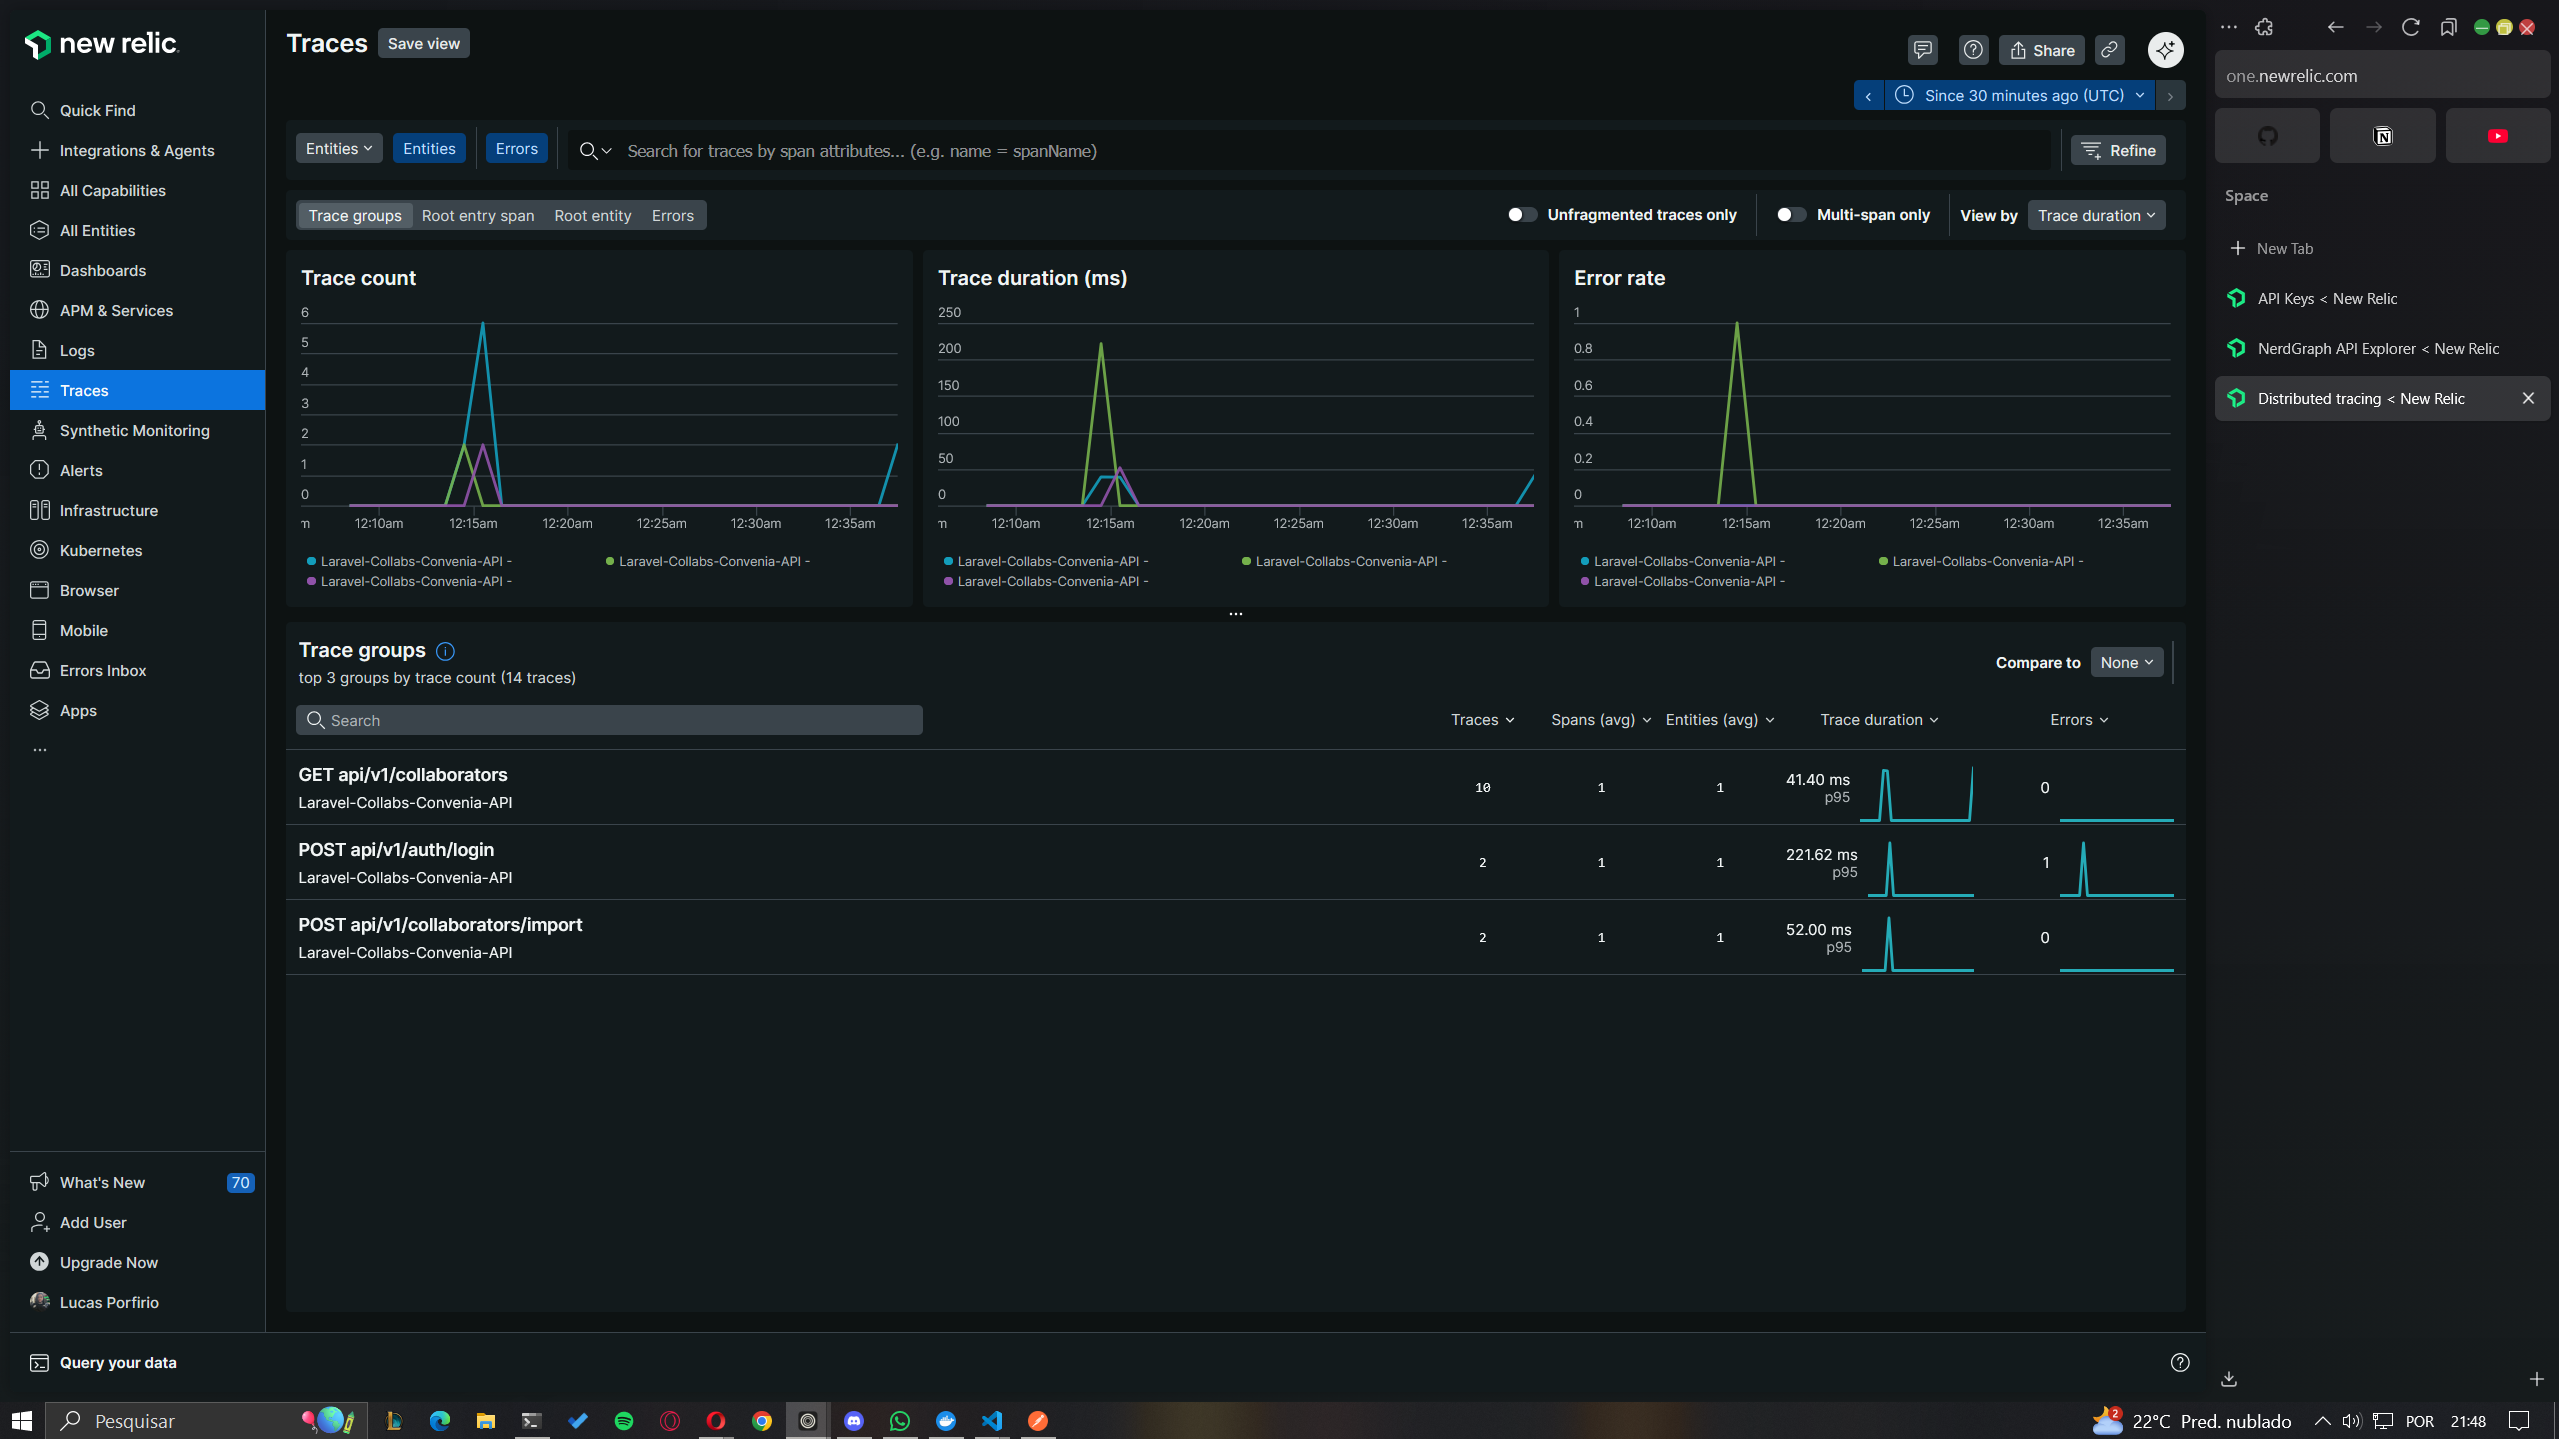 new relic
Quick Find
Integrations & Agents
All Capabilities
All Entities
Dashboards
APM & Services
Logs
Traces
Synthetic Monitoring
Alerts
Infrastructure
Kubernetes
Browser
Mobile
Errors Inbox
Apps
...
What's New 70
Add User
Upgrade Now
Lucas Porfirio
Query your data
Traces Save view
Share
Since 30 minutes ago (UTC)
Entities Entities Errors Search for traces by span attributes... (e.g. name = spanName) Refine
Trace groups Root entry span Root entity Errors Unfragmented traces only Multi-span only View by Trace duration
Trace count
6
5
4
3
2
1
0
m 12:10am 12:15am 12:20am 12:25am 12:30am 12:35am
Laravel-Collabs-Convenia-API - Laravel-Collabs-Convenia-API -
Laravel-Collabs-Convenia-API -
Trace duration (ms)
250
200
150
100
50
0
m 12:10am 12:15am 12:20am 12:25am 12:30am 12:35am
Laravel-Collabs-Convenia-API - Laravel-Collabs-Convenia-API -
Laravel-Collabs-Convenia-API -
Error rate
1
0.8
0.6
0.4
0.2
0
m 12:10am 12:15am 12:20am 12:25am 12:30am 12:35am
Laravel-Collabs-Convenia-API - Laravel-Collabs-Convenia-API -
Laravel-Collabs-Convenia-API -
...
Trace groups
top 3 groups by trace count (14 traces)
Compare to None
Search Traces Spans (avg) Entities (avg) Trace duration Errors
GET api/v1/collaborators
Laravel-Collabs-Convenia-API
10 1 1 41.40 ms 0
p95
POST api/v1/auth/login
Laravel-Collabs-Convenia-API
2 1 1 221.62 ms 1
p95
POST api/v1/collaborators/import
Laravel-Collabs-Convenia-API
2 1 1 52.00 ms 0
p95
one.newrelic.com
Space
New Tab
API Keys < New Relic
NerdGraph API Explorer < New Relic
Distributed tracing < New Relic
Pesquisar
2
22°C Pred. nublado POR 21:48